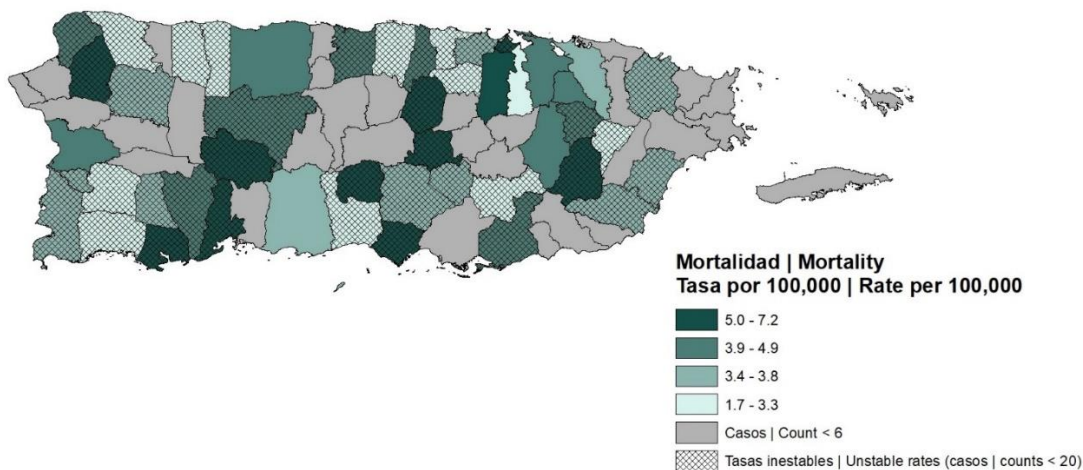 Mortalidad | Mortality
Tasa por 100,000 | Rate per 100,000
5.0 - 7.2
3.9 - 4.9
3.4 - 3.8
1.7 - 3.3
Casos | Count < 6
Tasas inestables | Unstable rates (casos | counts < 20)